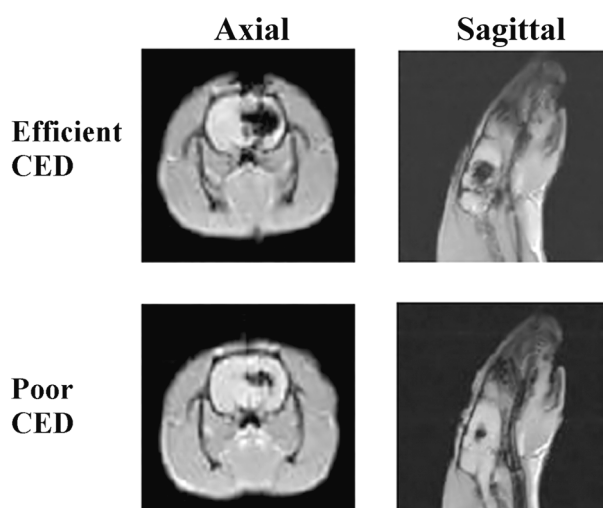 Axial
Sagittal
Efficient
CED
Poor
CED